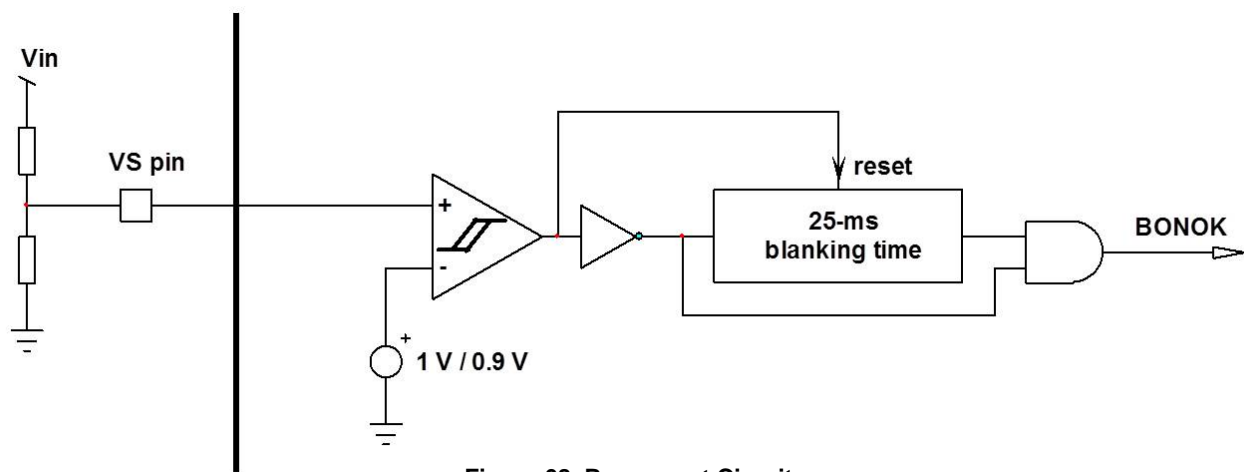 Vin
VS pin
+
-
+
1 V / 0.9 V
reset
25-ms
blanking time
BONOK